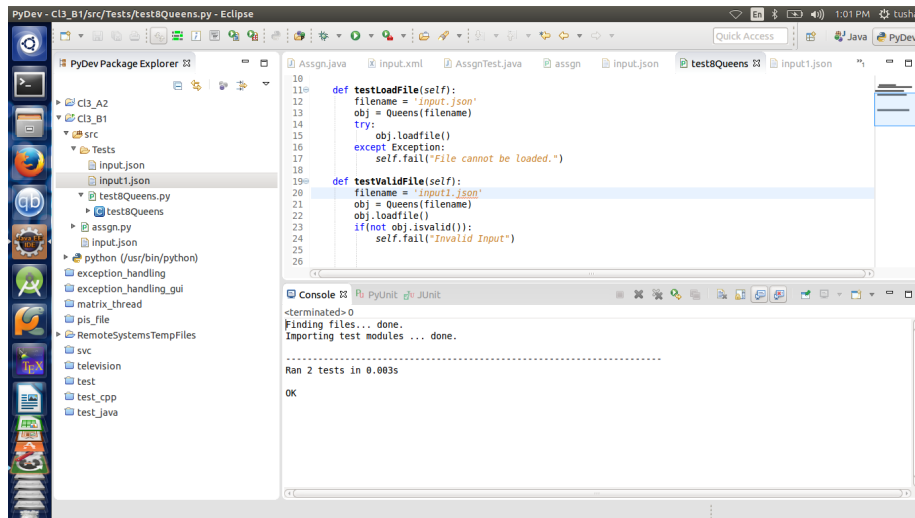 PyDev - Cl3_B1/src/Tests/test8Queens.py - Eclipse
En
1:01 PM
Quick Access
Java
PyDev Package Explorer
Cl3_A2
Cl3_B1
src
Tests
input.json
input1.json
test8Queens.py
test8Queens
assgn.py
input.json
python (/usr/bin/python)
exception_handling
exception_handling_gui
matrix_thread
pis_file
RemoteSystemsTempFiles
svc
television
test
test_cpp
test_java
Assgn.java input.xml AssgnTest.java assgn input.json test8Queens input1.json
10
11 def testLoadFile(self):
12 filename = 'input.json'
13 obj = Queens(filename)
14 try:
15 obj.loadfile()
16 except Exception:
17 self.fail("File cannot be loaded.")
18
19 def testValidFile(self):
20 filename = 'input1.json'
21 obj = Queens(filename)
22 obj.loadfile()
23 if(not obj.isvalid()):
24 self.fail("Invalid Input")
25
26
Console PyUnit JUnit
<terminated> 0
Finding files... done.
Importing test modules ... done.
----------------------------------------------------------------------
Ran 2 tests in 0.003s
OK